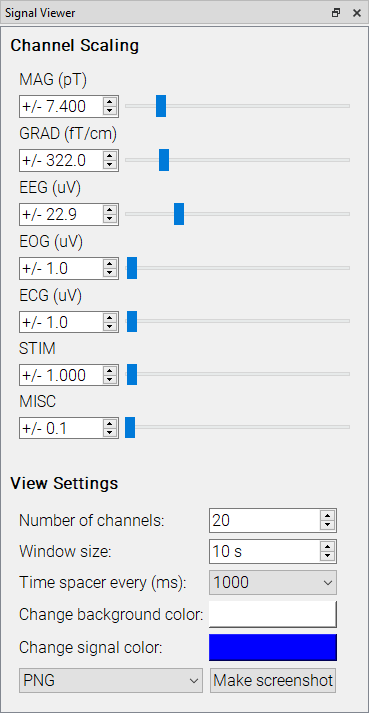 Signal Viewer
Channel Scaling
MAG (pT)
+/- 7.400
GRAD (fT/cm)
+/- 322.0
EEG (uV)
+/- 22.9
EOG (uV)
+/- 1.0
ECG (uV)
+/- 1.0
STIM
+/- 1.000
MISC
+/- 0.1
View Settings
Number of channels: 20
Window size: 10 s
Time spacer every (ms): 1000
Change background color:
Change signal color:
PNG Make screenshot